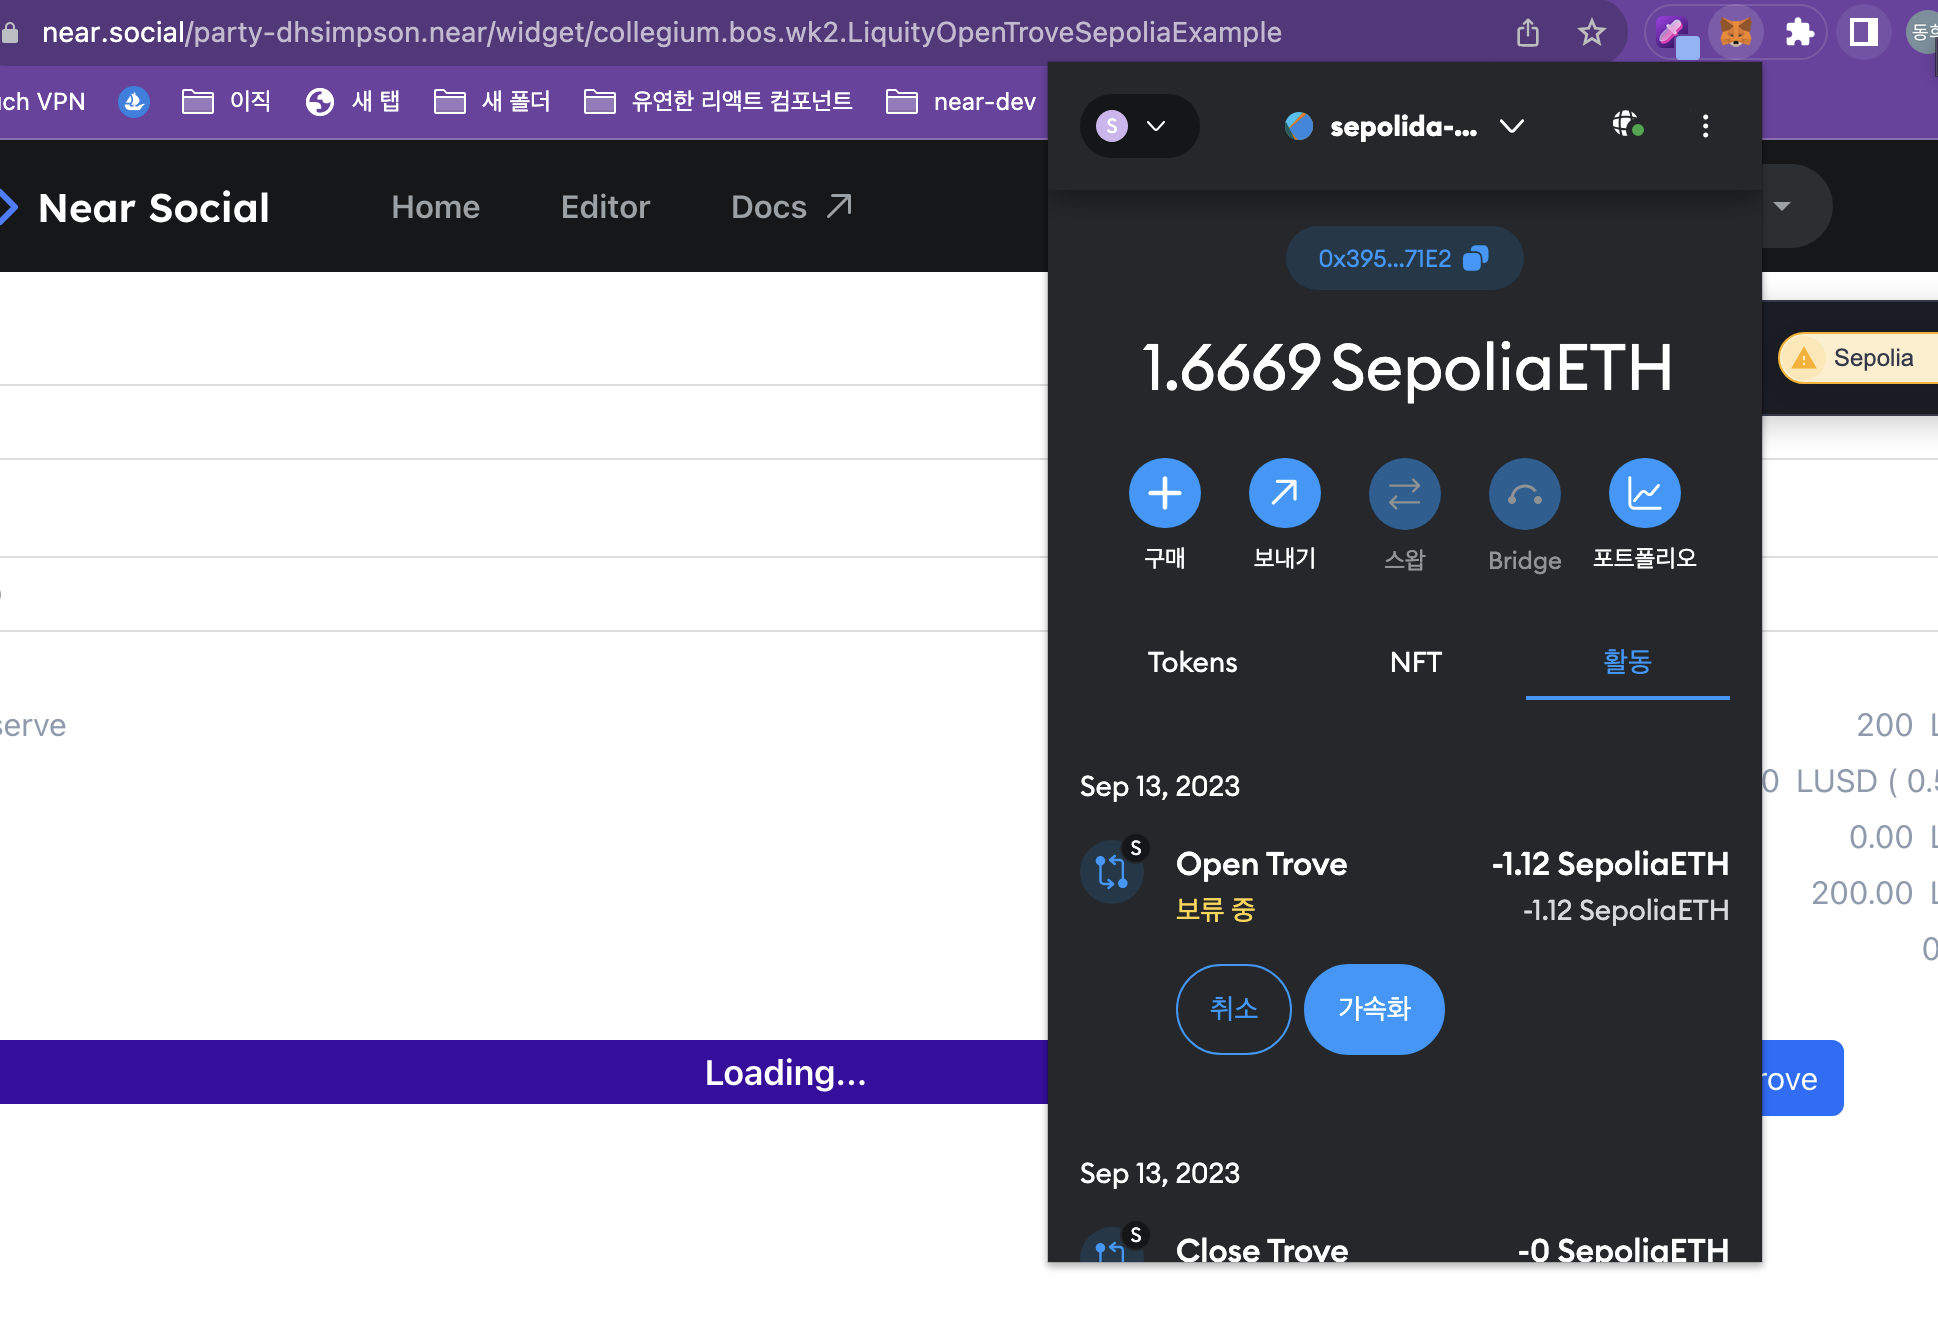 near.social/party-dhsimpson.near/widget/collegium.bos.wk2.LiquityOpenTroveSepoliaExample
VPN
이직
새 탭
새 폴더
유연한 리액트 컴포넌트
near-dev
Near Social
Home
Editor
Docs
S
sepolida-...
0x395...71E2
1.6669 SepoliaETH
구매
보내기
스왑
Bridge
포트폴리오
Tokens
NFT
활동
Sepolia
Sep 13, 2023
S
Open Trove
-1.12 SepoliaETH
보류 중
-1.12 SepoliaETH
취소
가속화
Sep 13, 2023
S
Close Trove
-0 SepoliaETH
200
0 LUSD ( 0.
0.00
200.00
0
Loading...